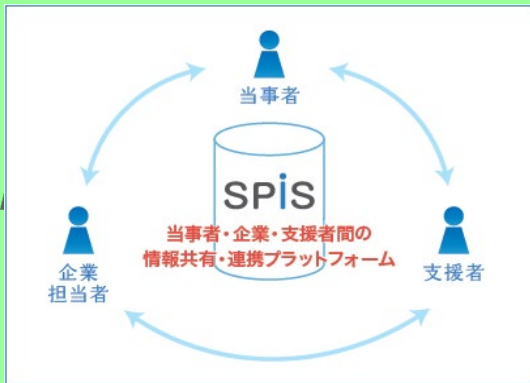 当事者
SPiS
当事者・企業・支援者間の
情報共有・連携プラットフォーム
企業
担当者
支援者